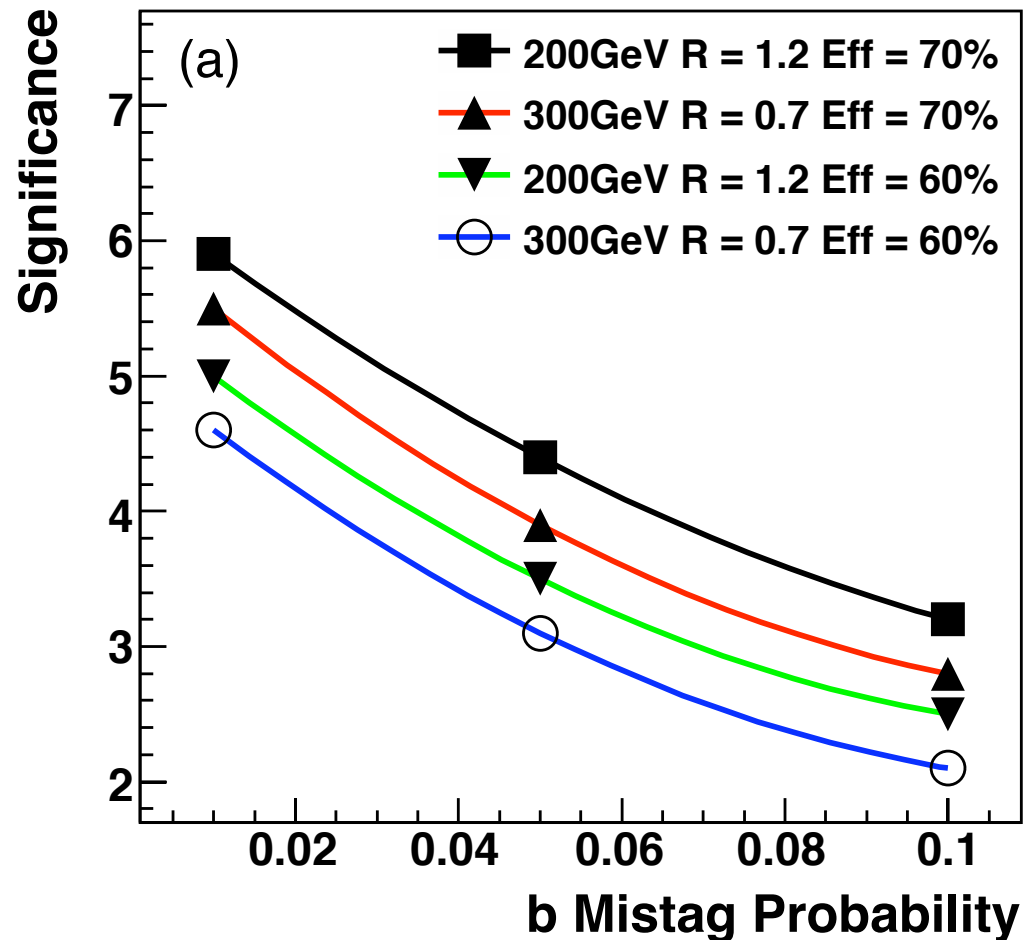 (a)
200GeV R = 1.2 Eff = 70%
300GeV R = 0.7 Eff = 70%
200GeV R = 1.2 Eff = 60%
300GeV R = 0.7 Eff = 60%
Significance
7
6
5
4
3
2
0.02 0.04 0.06 0.08 0.1
b Mistag Probability